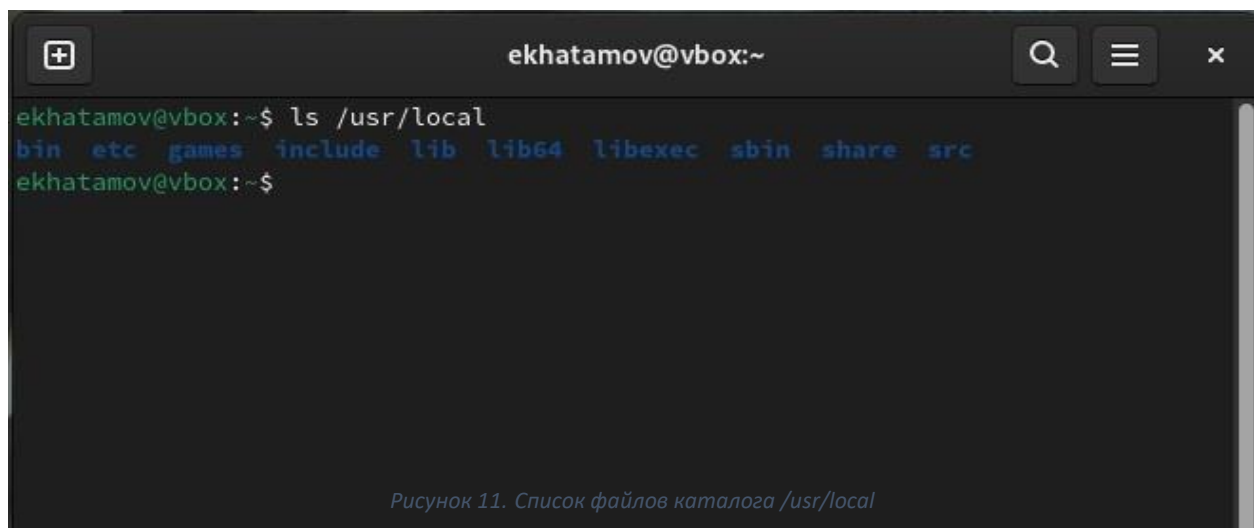 ekhatamov@vbox:~
ekhatamov@vbox:~$ ls /usr/local
bin etc games include lib lib64 libexec sbin share src
ekhatamov@vbox:~$
Рисунок 11. Список файлов каталога /usr/local